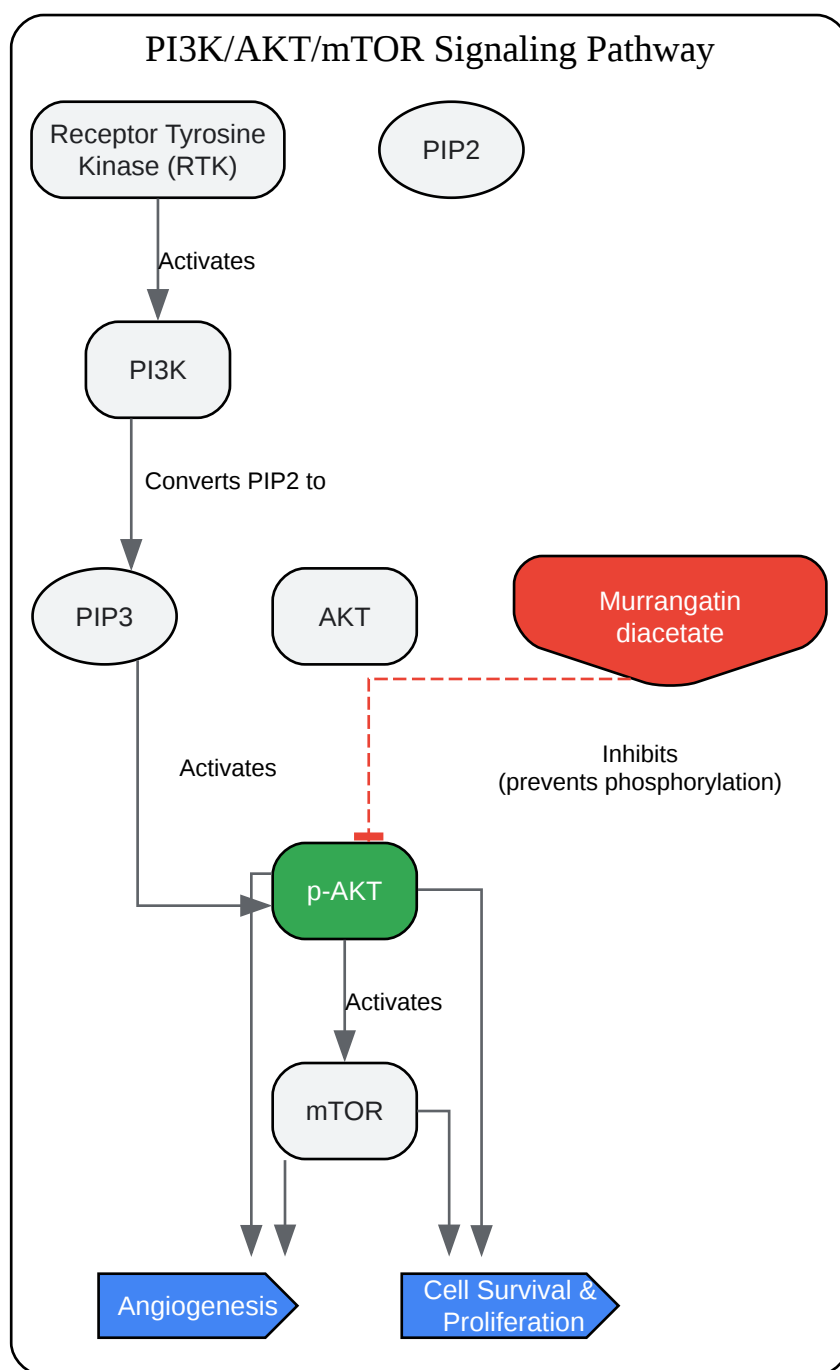 PI3K/AKT/mTOR Signaling Pathway
Receptor Tyrosine
Kinase (RTK)
PIP2
Activates
PI3K
Converts PIP2 to
PIP3
AKT
Murrangatin
diacetate
Activates
Inhibits
(prevents phosphorylation)
p-AKT
Activates
mTOR
Angiogenesis
Cell Survival &
Proliferation